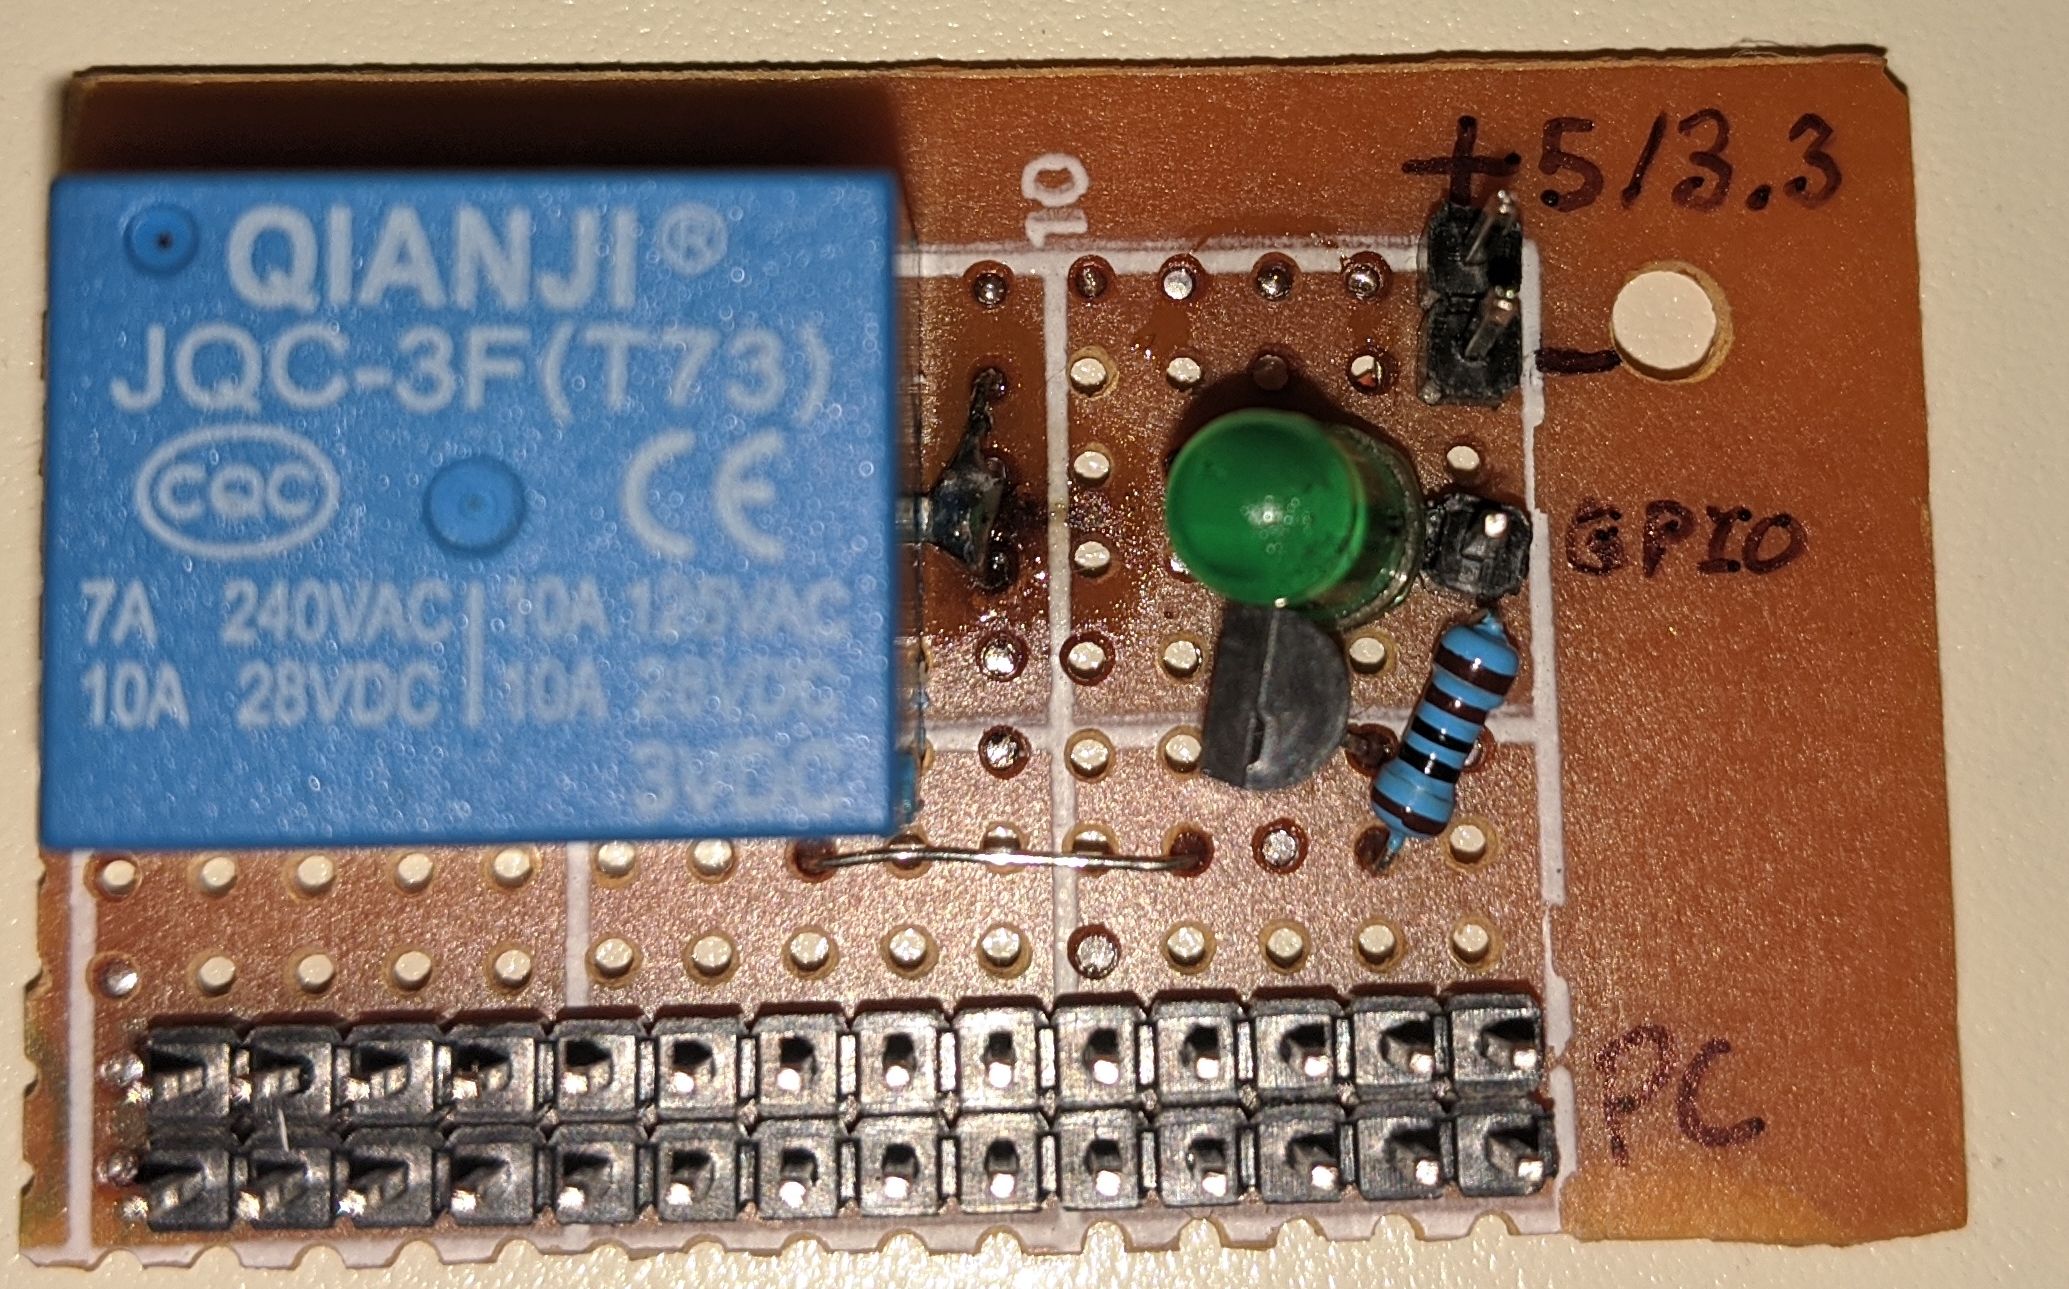 +5/3.3
10
QIANJI®
JQC-3F(T73)
CQC CE
7A 240VAC | 10A 125VAC
10A 28VDC | 10A 28VDC
3VDC
-
GPIO
PC